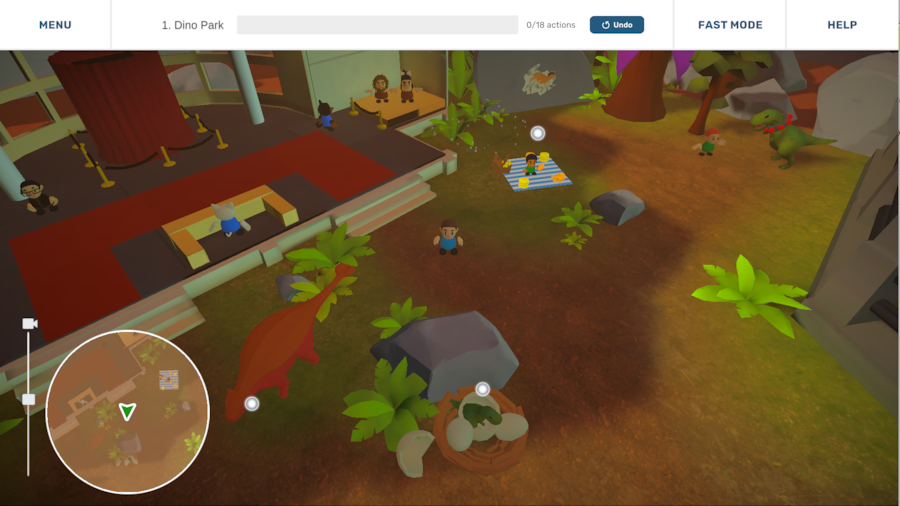 MENU
1. Dino Park
0/18 actions
Undo
FAST MODE
HELP